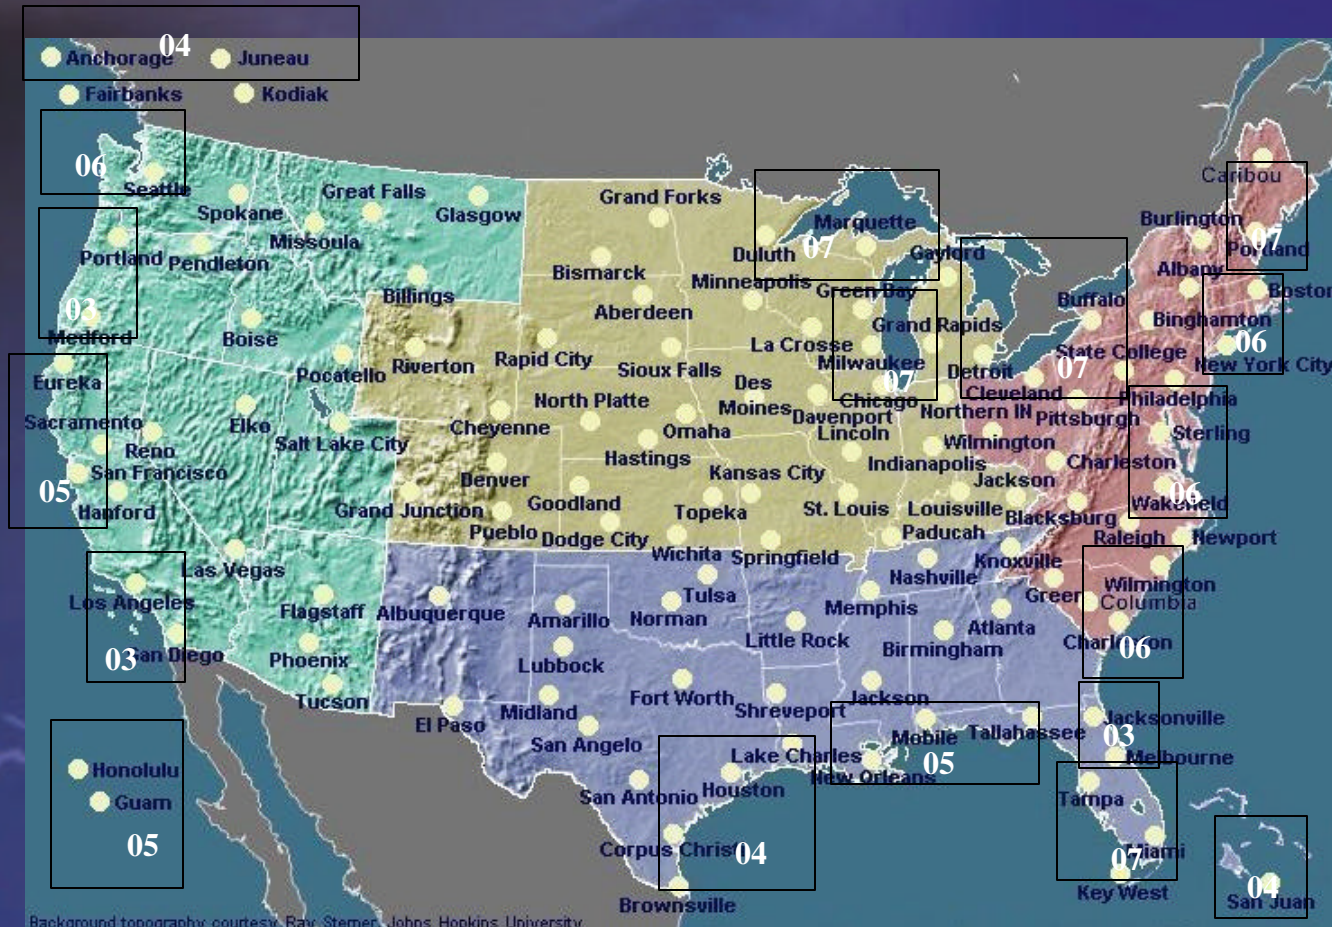 04
Anchorage Juneau
Fairbanks Kodiak
06
Seattle
Spokane
Great Falls
Glasgow
Missoula
Portland Pendleton
Billings
03
Medford
Boise
Pocatello
Eureka
Sacramento
Reno
Elko
Salt Lake City
San Francisco
05
Hanford
Las Vegas
Los Angeles
San Diego
03
Flagstaff
Phoenix
Tucson
Honolulu
Guam
05
Grand Forks
Bismarck
Aberdeen
Duluth
Marquette
07
Minneapolis
Gaylord
Green Bay
Grand Rapids
La Crosse
Milwaukee
07
Riverton
Rapid City
Sioux Falls
Des
Moines
Davenport
Chicago
Northern IN
Detroit
Cleveland
07
Cheyenne
North Platte
Omaha
Lincoln
Hastings
Indianapolis
Wilmington
Denver
Goodland
Kansas City
Grand Junction
Pueblo
Dodge City
Topeka
St. Louis
Louisville
Jackson
Wichita
Springfield
Paducah
Caribou
Burlington
Portland
07
Albany
Boston
Buffalo
Binghamton
06
New York City
State College
Philadelphia
Pittsburgh
Sterling
Charleston
Wakefield
06
Blacksburg
Raleigh
Newport
Wilmington
Greer
Columbia
Charleston
06
Albuquerque
Amarillo
Norman
Tulsa
Little Rock
Memphis
Nashville
Knoxville
Birmingham
Atlanta
Lubbock
Fort Worth
Shreveport
Jackson
El Paso
Midland
San Angelo
Lake Charles
New Orleans
Mobile
Tallahassee
05
Jacksonville
03
Melbourne
San Antonio
Houston
Corpus Christi
04
Brownsville
Tampa
Miami
07
Key West
04
San Juan
Background topography courtesy Ray Sterner, Johns Hopkins University